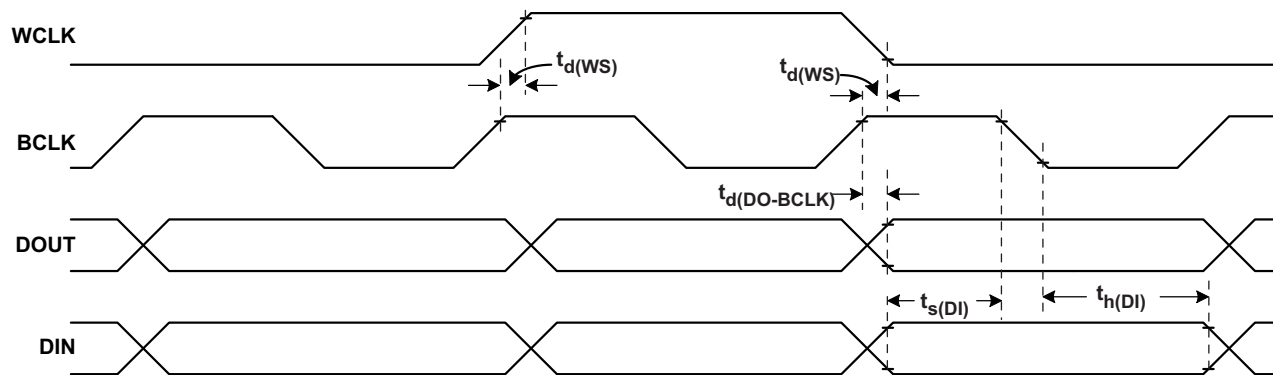 WCLK
td(WS)
td(WS)
BCLK
td(DO-BCLK)
DOUT
ts(DI)
th(DI)
DIN